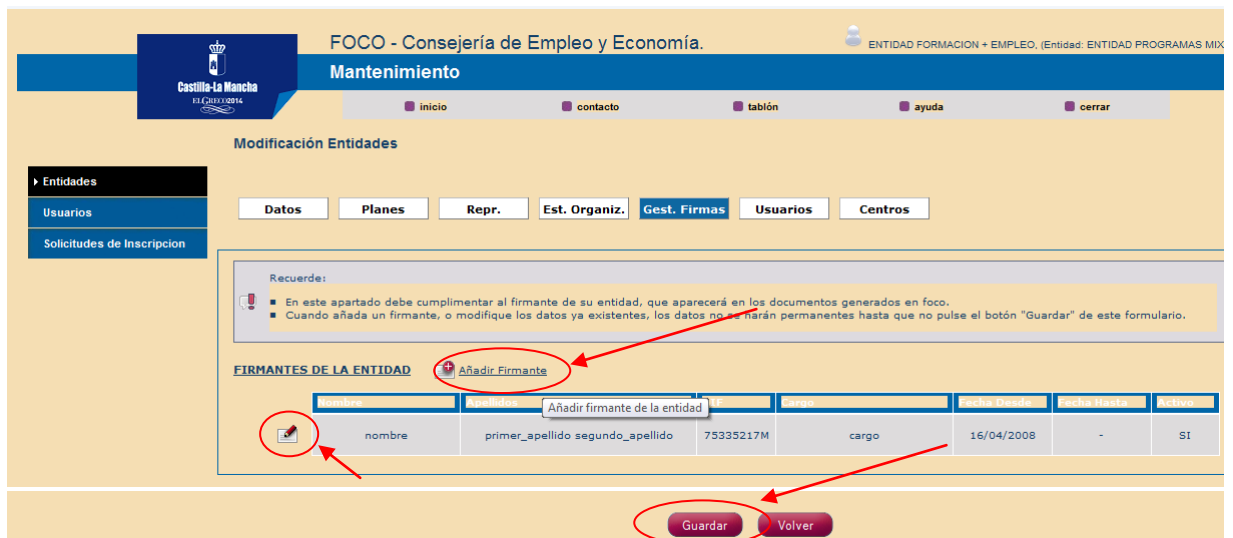 FOCO - Consejería de Empleo y Economía.
ENTIDAD FORMACION + EMPLEO, (Entidad: ENTIDAD PROGRAMAS MIX
Castilla-La Mancha
EL GRECO2014
Mantenimiento
inicio contacto tablón ayuda cerrar
Modificación Entidades
Entidades
Usuarios
Solicitudes de Inscripcion
Datos Planes Repr. Est. Organiz. Gest. Firmas Usuarios Centros
Recuerde:
En este apartado debe cumplimentar al firmante de su entidad, que aparecerá en los documentos generados en foco.
Cuando añada un firmante, o modifique los datos ya existentes, los datos no se harán permanentes hasta que no pulse el botón "Guardar" de este formulario.
FIRMANTES DE LA ENTIDAD Añadir Firmante
Nombre Apellidos Cargo Fecha Desde Fecha Hasta Activo
Añadir firmante de la entidad
nombre primer_apellido segundo_apellido 75335217M cargo 16/04/2008 - SI
Guardar Volver